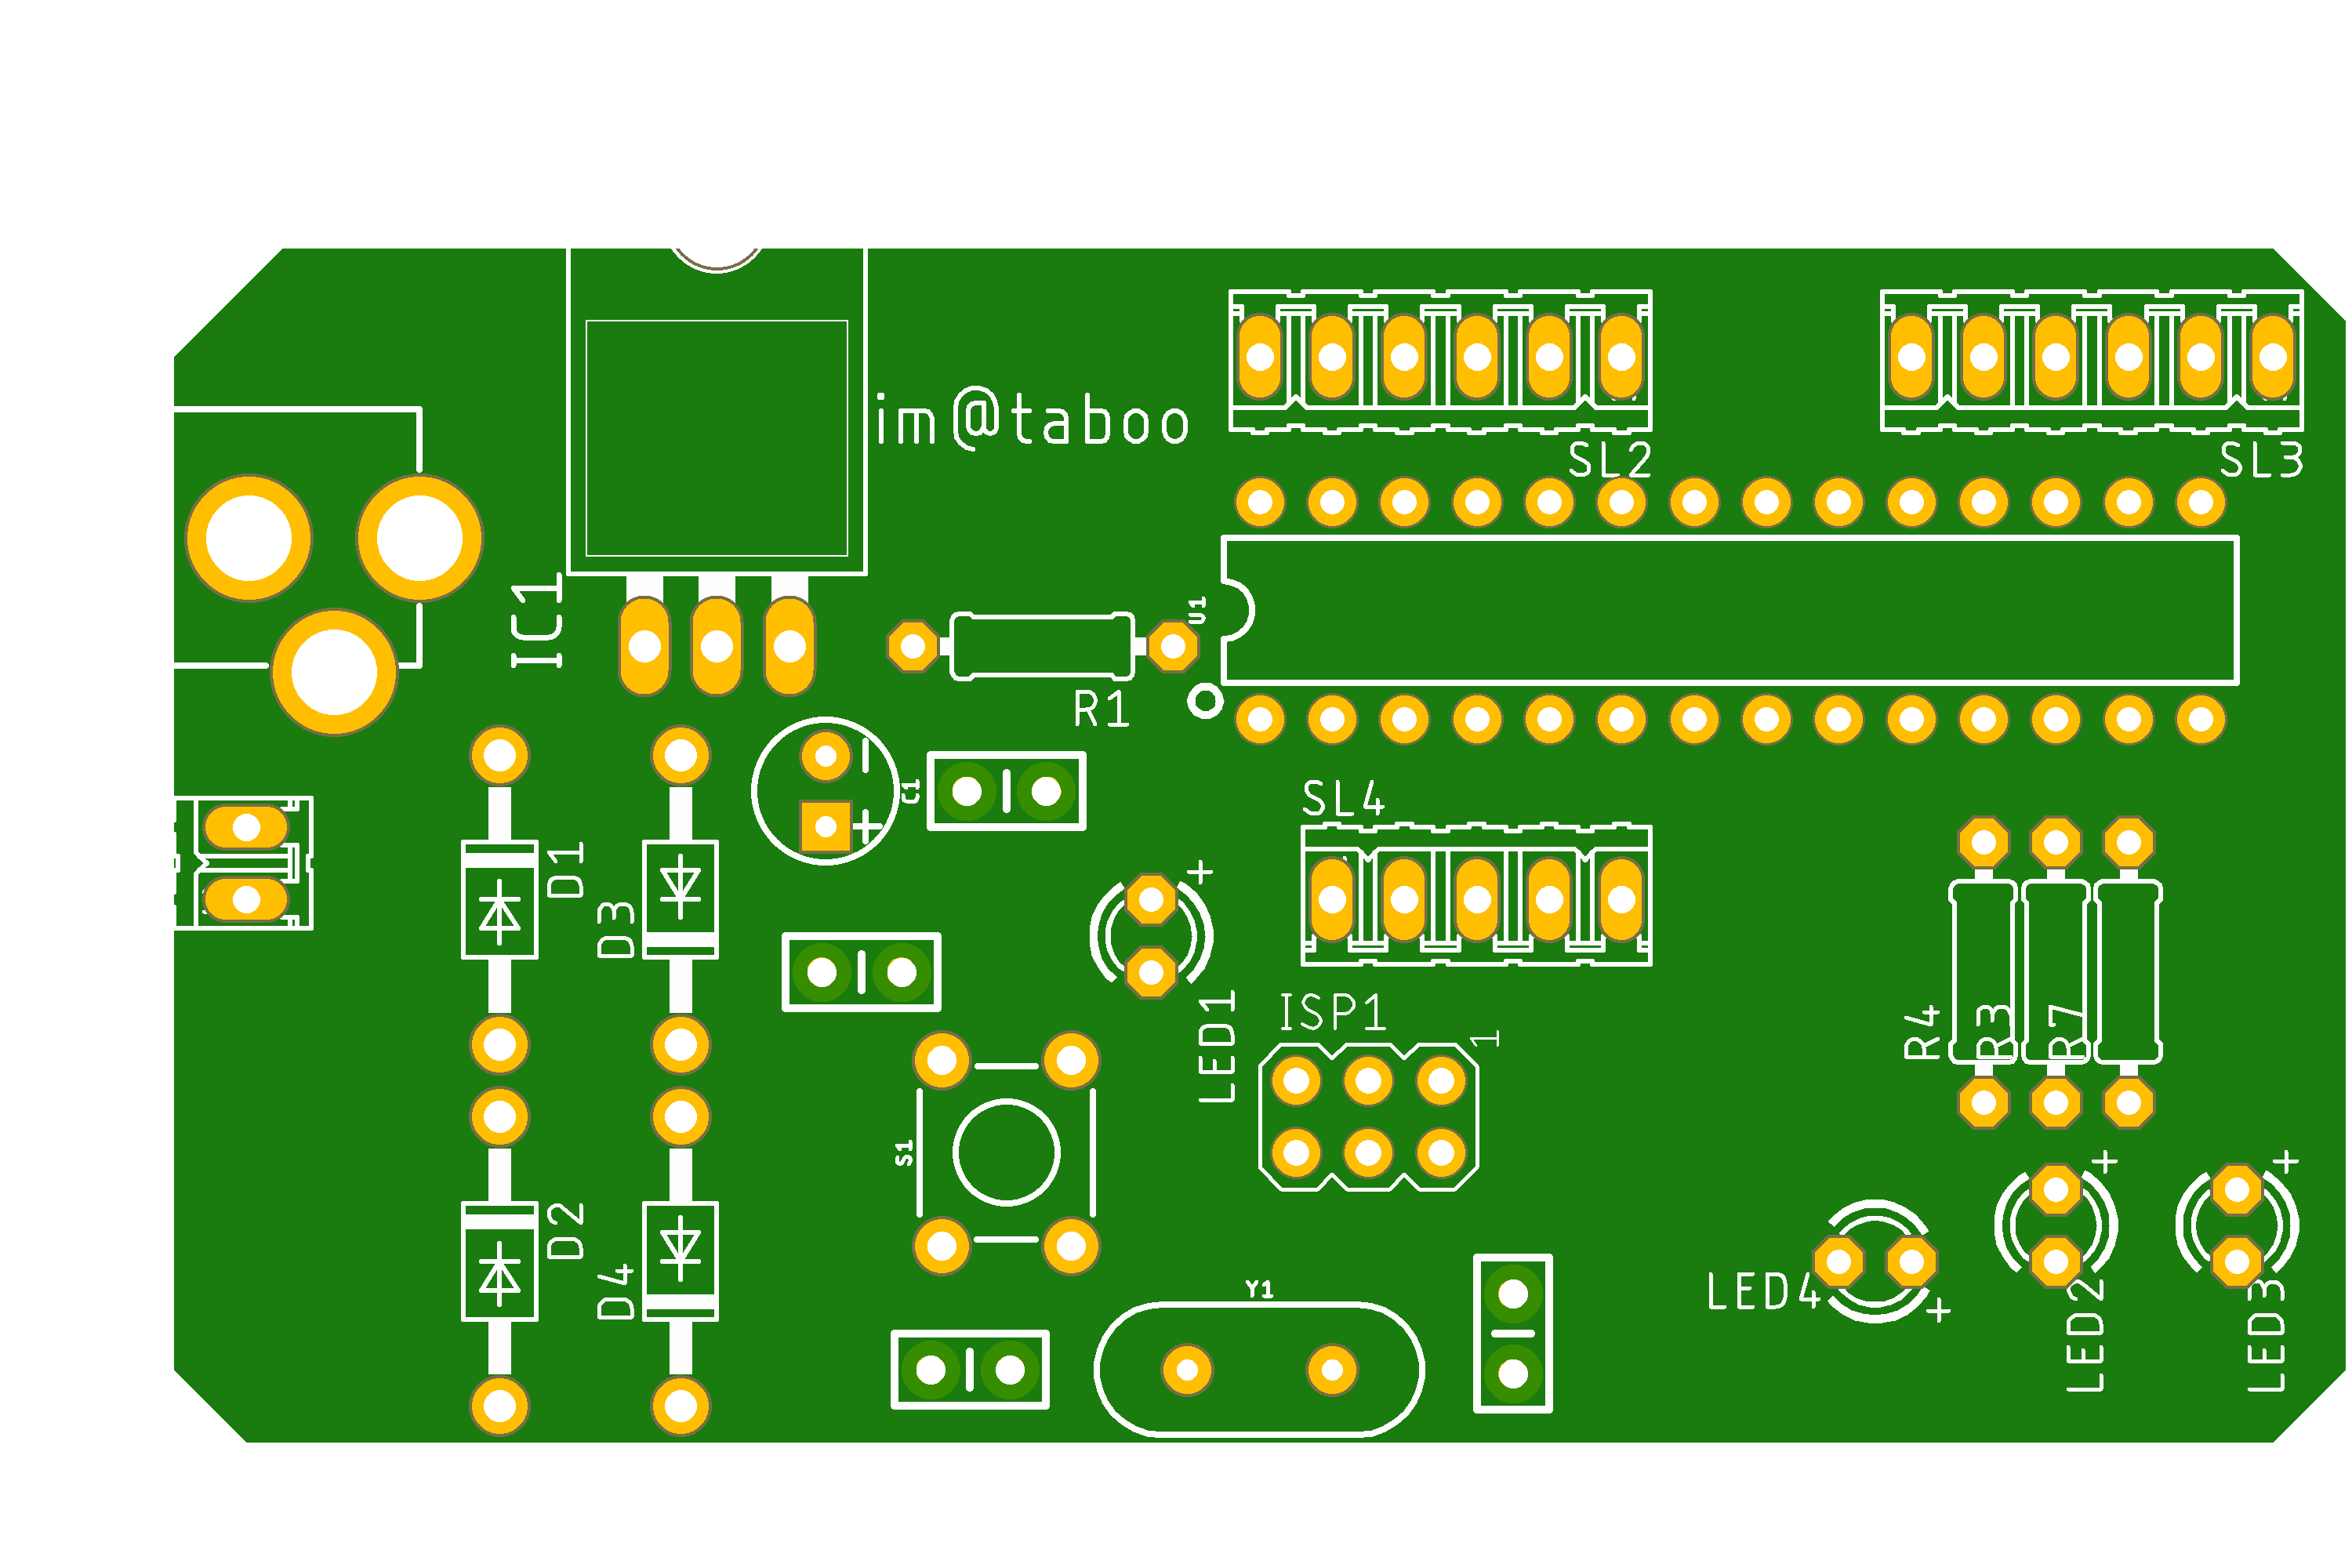 im@taboo
SL2
SL3
IC1
U1
R1
C1
SL4
D1
D3
LED1
ISP1
1
R4
R3
R7
S1
D2
D4
Y1
LED4
LED2
LED3